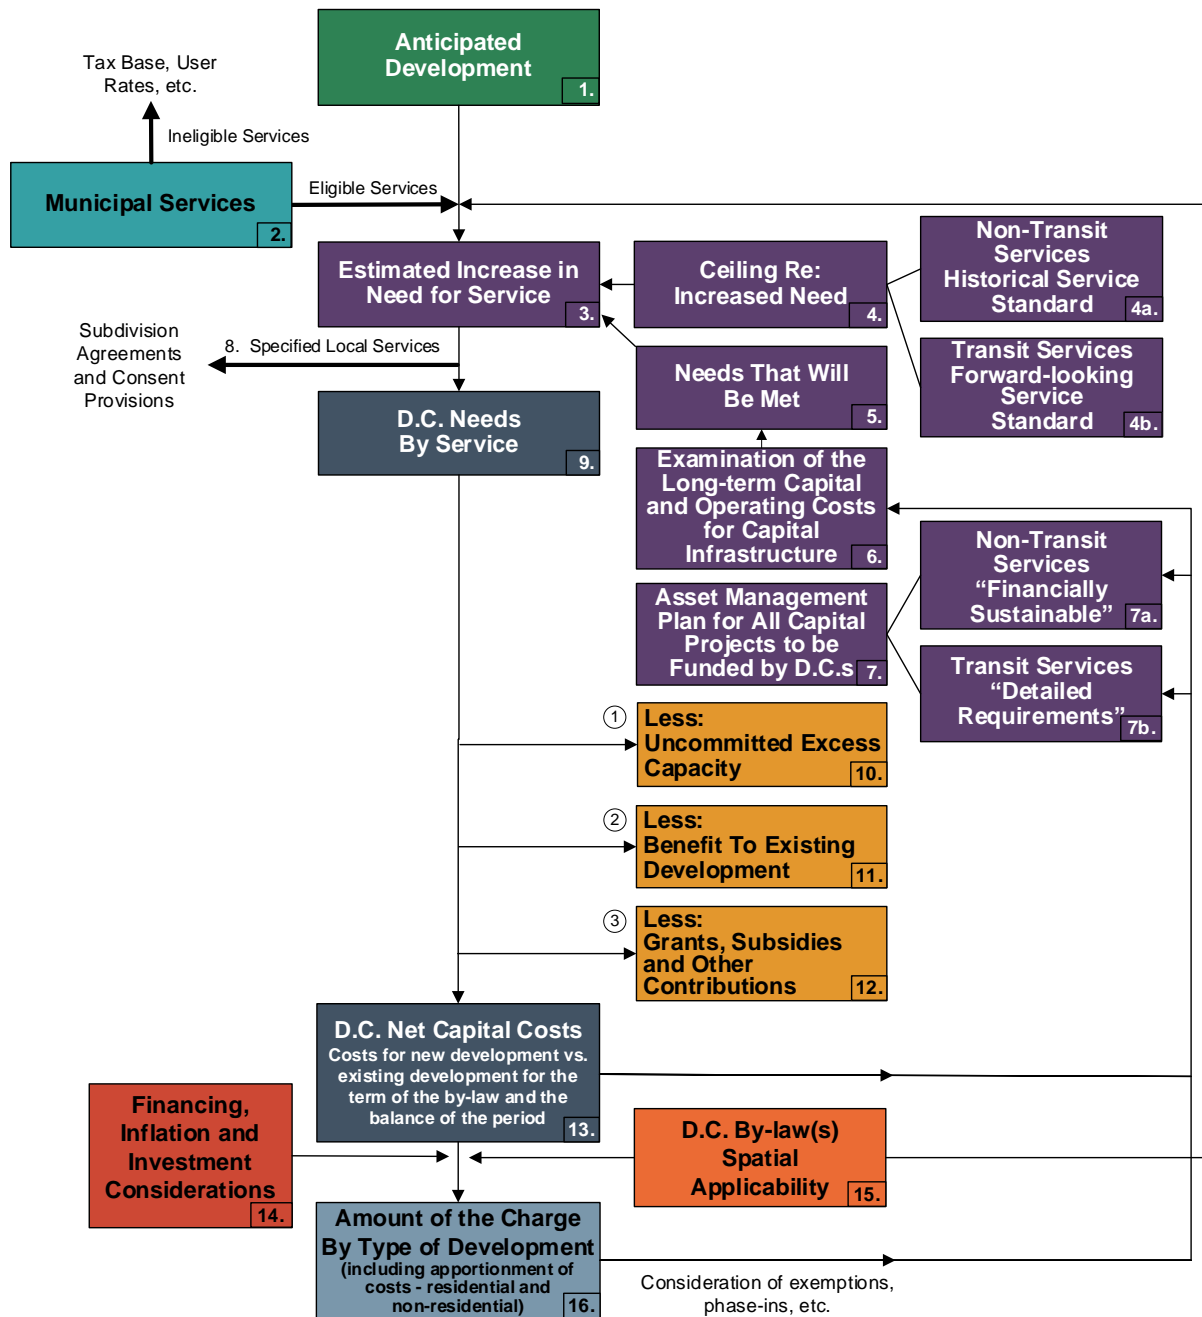 Anticipated
Development
1.
Tax Base, User
Rates, etc.
Ineligible Services
Municipal Services
2.
Eligible Services
Estimated Increase in
Need for Service
3.
Ceiling Re:
Increased Need
4.
Non-Transit
Services
Historical Service
Standard
4a.
Transit Services
Forward-looking
Service
Standard
4b.
8. Specified Local Services
Subdivision
Agreements
and Consent
Provisions
Needs That Will
Be Met
5.
D.C. Needs
By Service
9.
Examination of the
Long-term Capital
and Operating Costs
for Capital
Infrastructure
6.
Non-Transit
Services
“Financially
Sustainable”
7a.
Asset Management
Plan for All Capital
Projects to be
Funded by D.C.s
7.
Transit Services
“Detailed
Requirements”
7b.
1
Less:
Uncommitted Excess
Capacity
10.
2
Less:
Benefit To Existing
Development
11.
3
Less:
Grants, Subsidies
and Other
Contributions
12.
D.C. Net Capital Costs
Costs for new development vs.
existing development for the
term of the by-law and the
balance of the period
13.
Financing,
Inflation and
Investment
Considerations
14.
D.C. By-law(s)
Spatial
Applicability
15.
Amount of the Charge
By Type of Development
(including apportionment of
costs - residential and
non-residential)
16.
Consideration of exemptions,
phase-ins, etc.